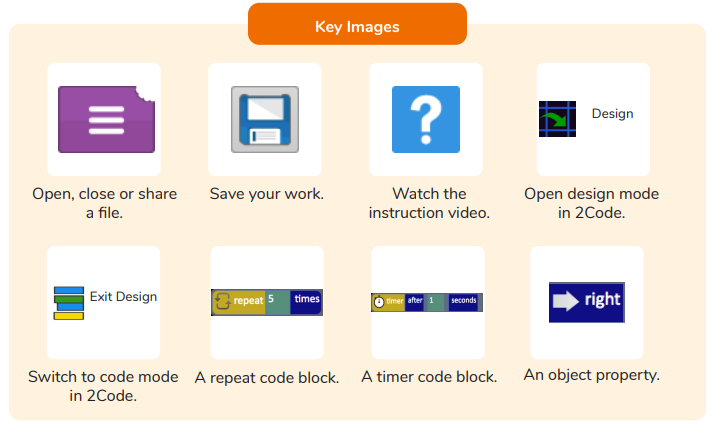 Key Images
Design
Open, close or share
a file.
Save your work.
Watch the
instruction video.
Open design mode
in 2Code.
Exit Design
repeat 5 times
timer after 1 seconds
right
Switch to code mode
in 2Code.
A repeat code block.
A timer code block.
An object property.